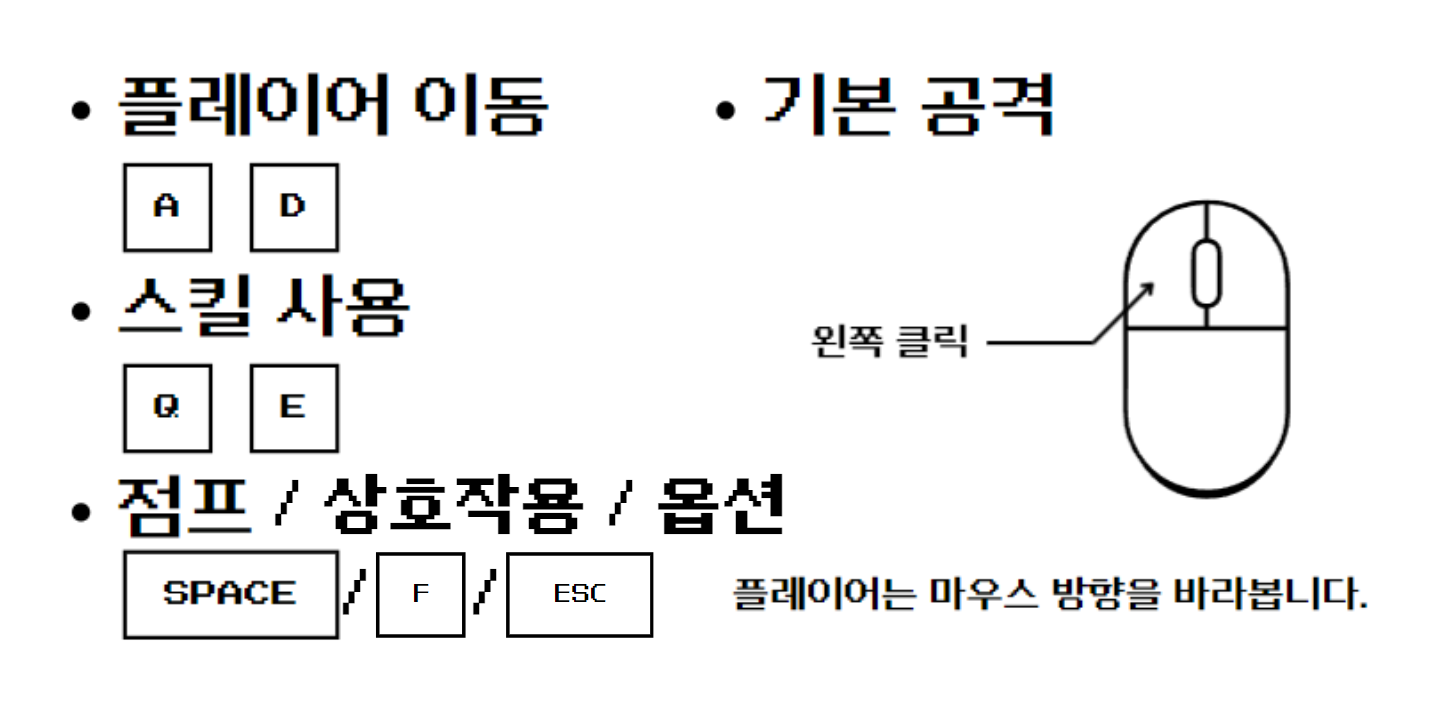 • 플레이어 이동
A D
• 스킬 사용
Q E
• 점프 / 상호작용 / 옵션
SPACE / F / ESC
• 기본 공격
왼쪽 클릭
플레이어는 마우스 방향을 바라봅니다.